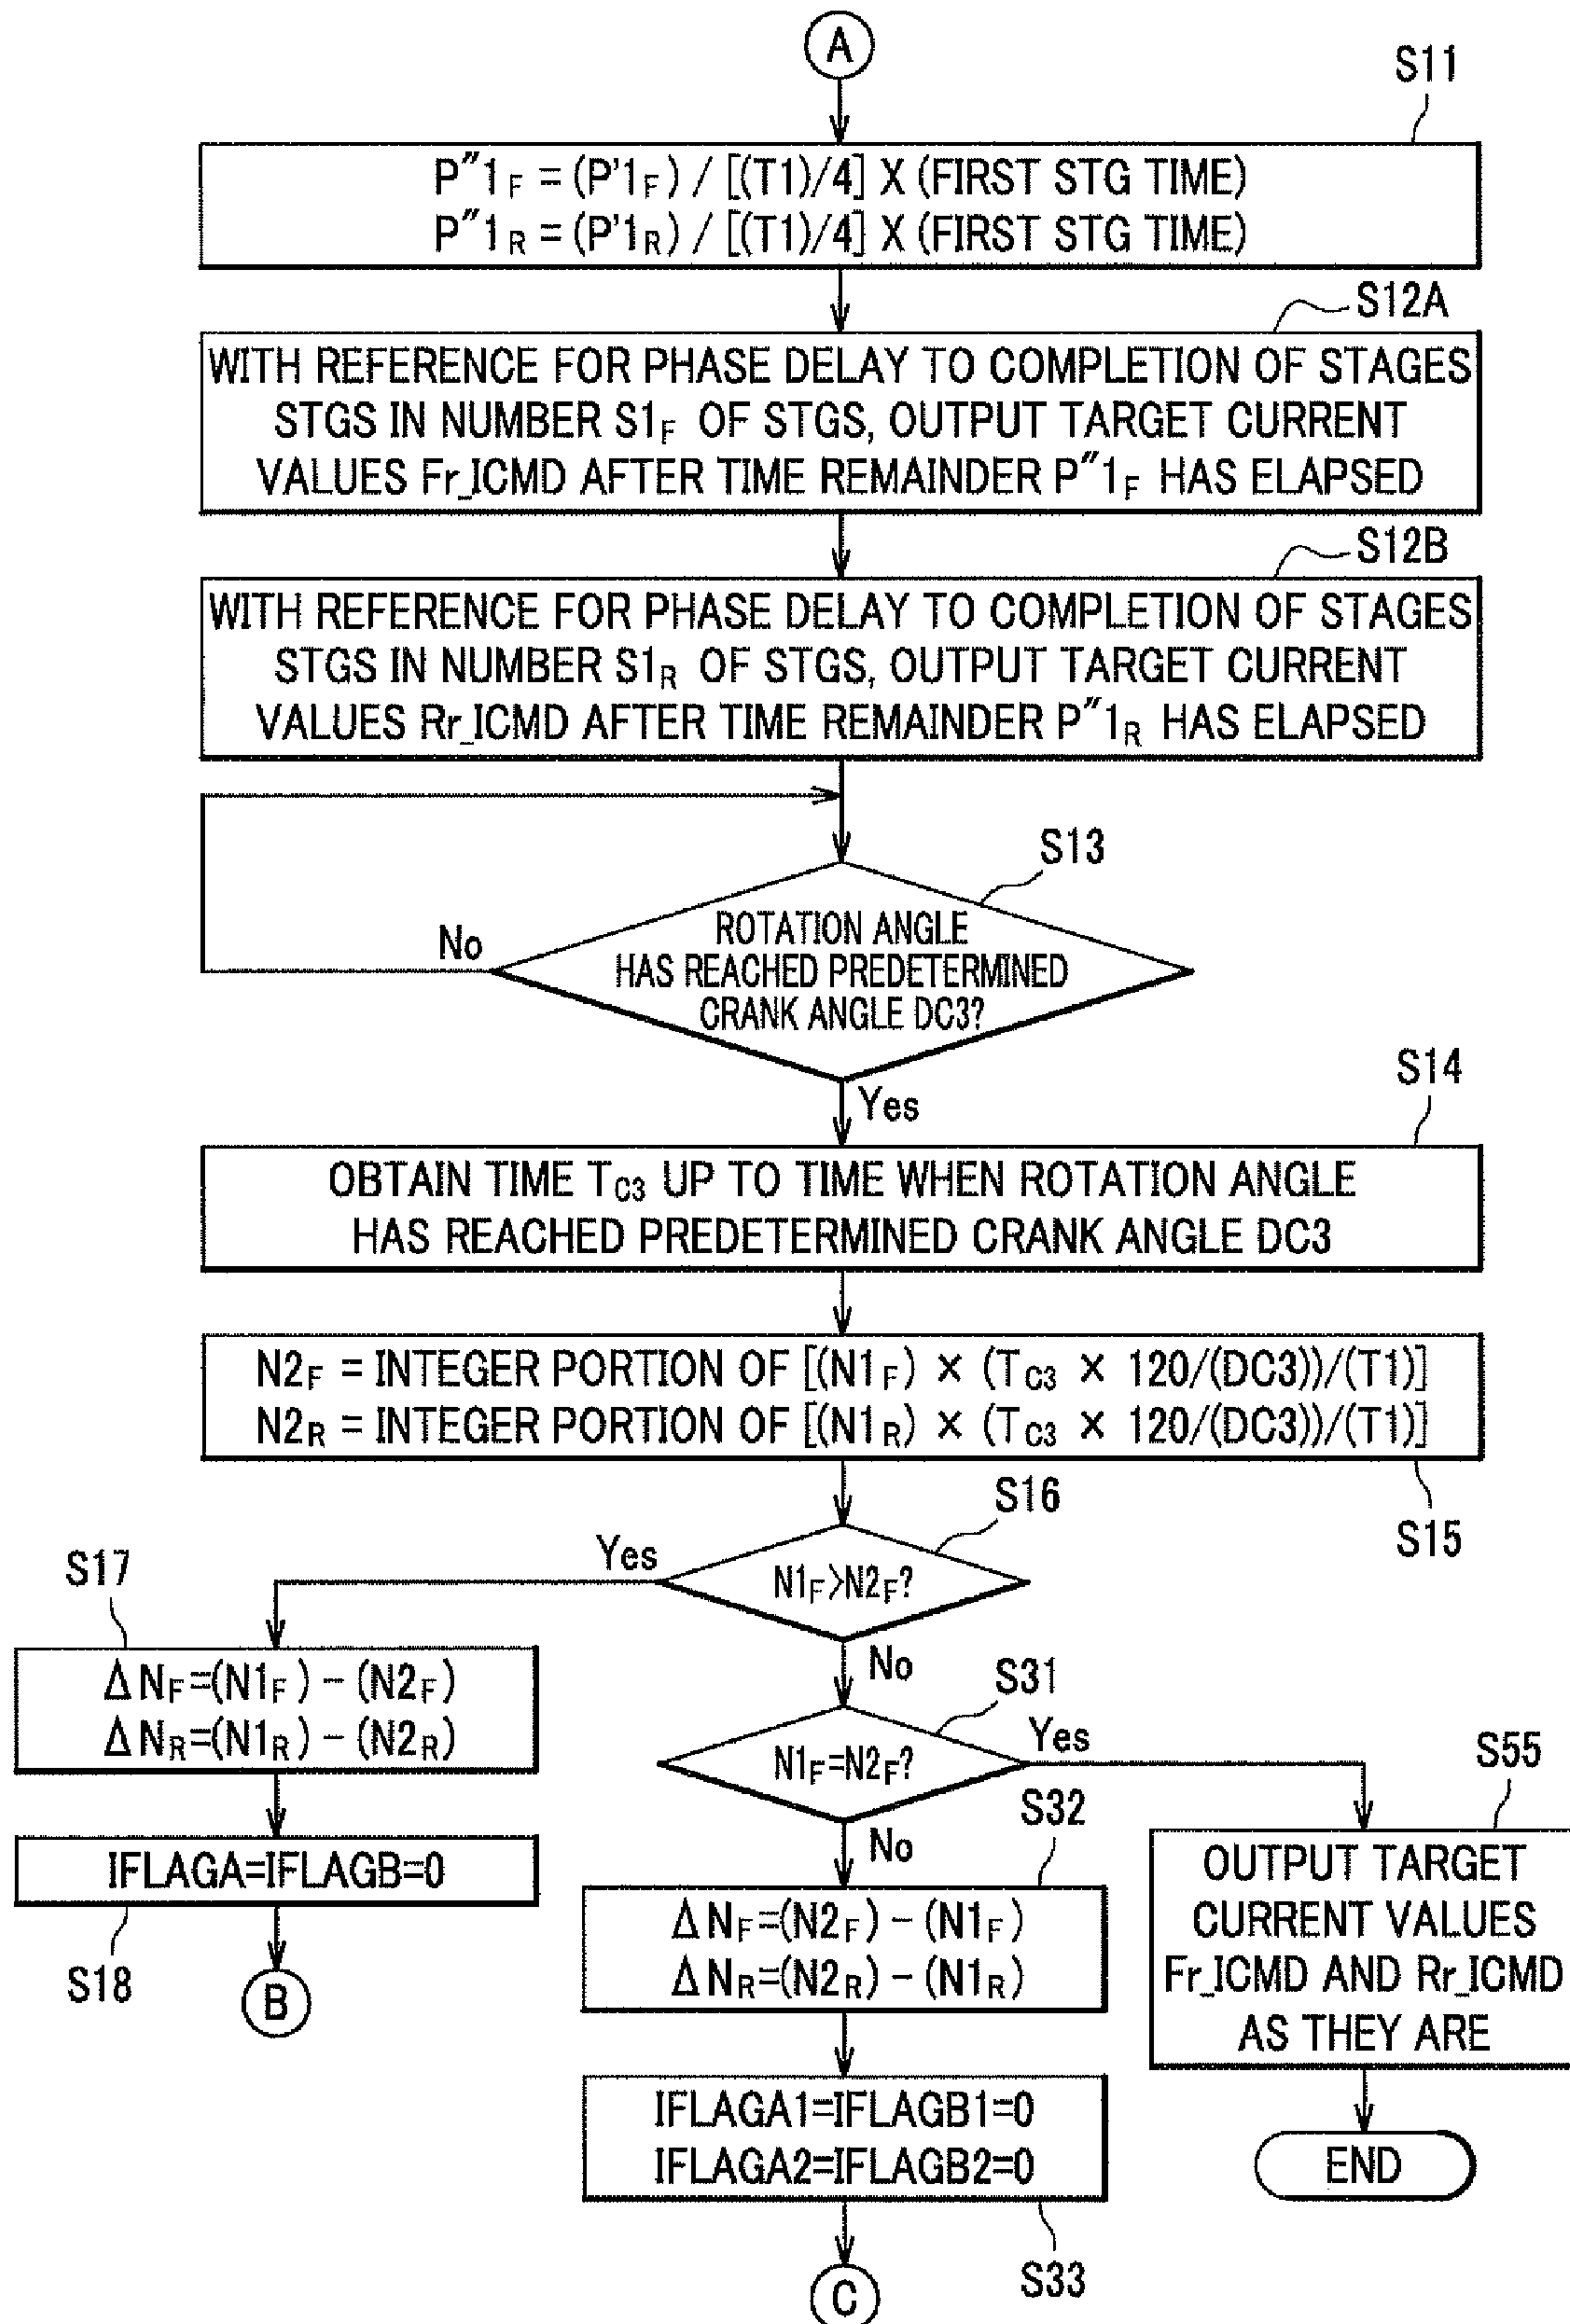 A
S11
P"1F = (P'1F) / [(T1)/4] X (FIRST STG TIME)
P"1R = (P'1R) / [(T1)/4] X (FIRST STG TIME)
S12A
WITH REFERENCE FOR PHASE DELAY TO COMPLETION OF STAGES
STGS IN NUMBER S1F OF STGS, OUTPUT TARGET CURRENT
VALUES Fr_ICMD AFTER TIME REMAINDER P"1F HAS ELAPSED
S12B
WITH REFERENCE FOR PHASE DELAY TO COMPLETION OF STAGES
STGS IN NUMBER S1R OF STGS, OUTPUT TARGET CURRENT
VALUES Rr_ICMD AFTER TIME REMAINDER P"1R HAS ELAPSED
S13
No
ROTATION ANGLE
HAS REACHED PREDETERMINED
CRANK ANGLE DC3?
Yes
S14
OBTAIN TIME TC3 UP TO TIME WHEN ROTATION ANGLE
HAS REACHED PREDETERMINED CRANK ANGLE DC3
N2F = INTEGER PORTION OF [(N1F) × (TC3 × 120/(DC3))/(T1)]
N2R = INTEGER PORTION OF [(N1R) × (TC3 × 120/(DC3))/(T1)]
S15
S16
Yes
N1F>N2F?
No
S17
ΔNF=(N1F)-(N2F)
ΔNR=(N1R)-(N2R)
IFLAGA=IFLAGB=0
S18
B
S31
N1F=N2F?
Yes
No
S32
ΔNF=(N2F)-(N1F)
ΔNR=(N2R)-(N1R)
IFLAGA1=IFLAGB1=0
IFLAGA2=IFLAGB2=0
S33
C
S55
OUTPUT TARGET
CURRENT VALUES
Fr_ICMD AND Rr_ICMD
AS THEY ARE
END